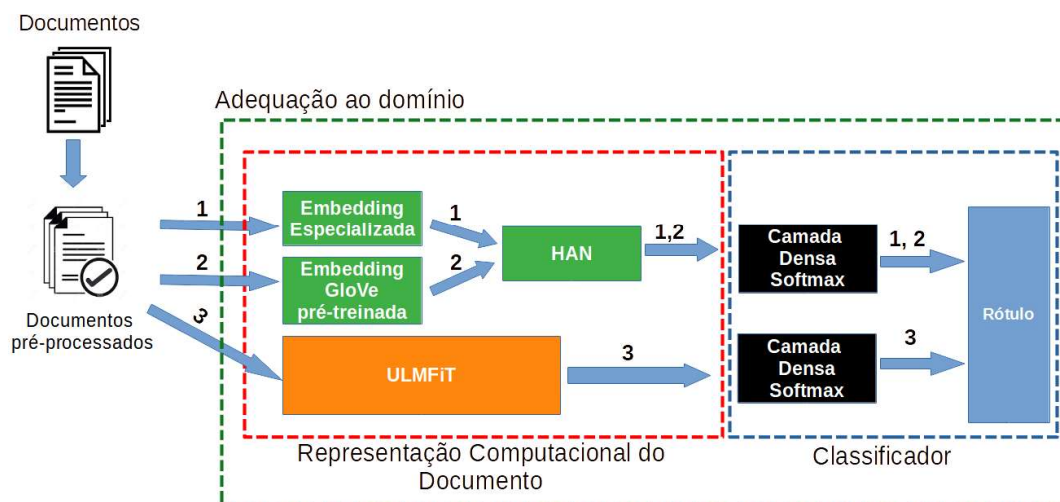 Documentos
Adequação ao domínio
1
Embedding
Especializada
1
1,2
HAN
2
Embedding
GloVe
pré-treinada
2
Camada
Densa
Softmax
1, 2
Rótulo
Documentos
pré-processados
3
ULMFiT
3
Camada
Densa
Softmax
3
Representação Computacional do
Documento
Classificador